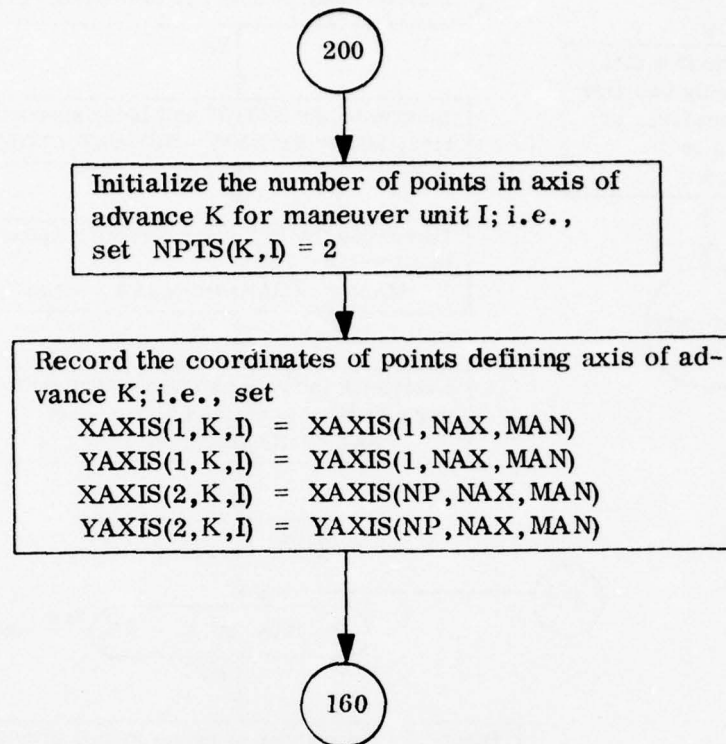 200
Initialize the number of points in axis of
advance K for maneuver unit I; i.e.,
set NPTS(K,I) = 2
Record the coordinates of points defining axis of ad-
vance K; i.e., set
XAXIS(1,K,I) = XAXIS(1,NAX,MAN)
YAXIS(1,K,I) = YAXIS(1,NAX,MAN)
XAXIS(2,K,I) = XAXIS(NP,NAX,MAN)
YAXIS(2,K,I) = YAXIS(NP,NAX,MAN)
160